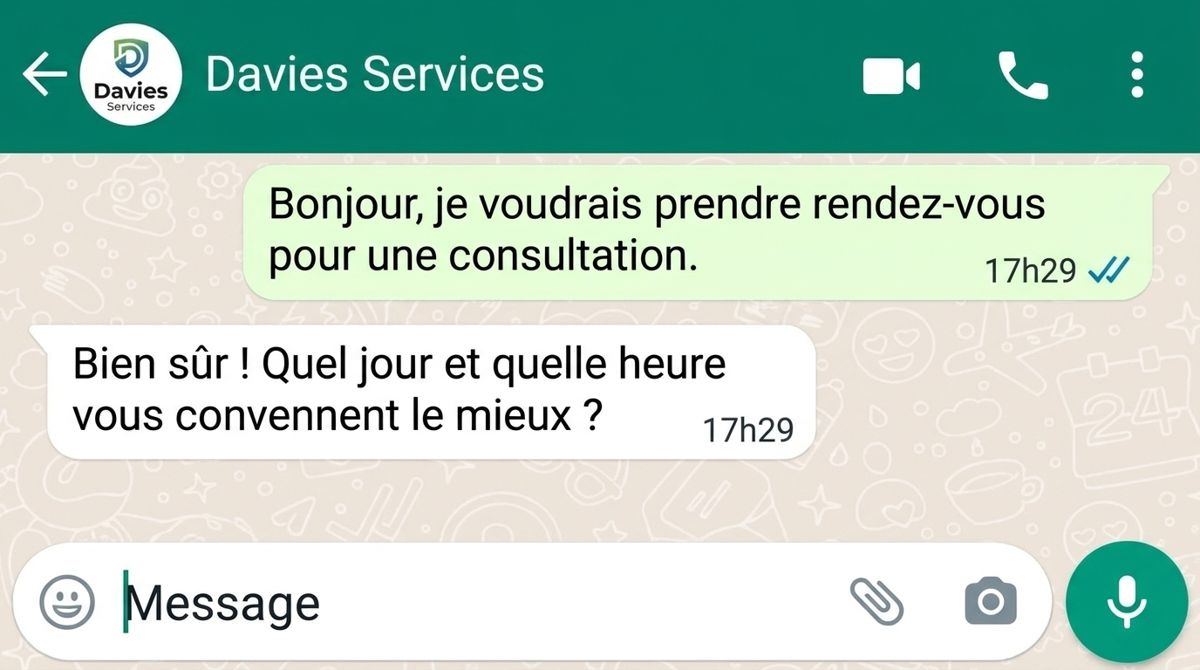 Davies
Services
Davies Services
Bonjour, je voudrais prendre rendez-vous
pour une consultation.
17h29
Bien sûr ! Quel jour et quelle heure
vous convennent le mieux ?
17h29
24
Message